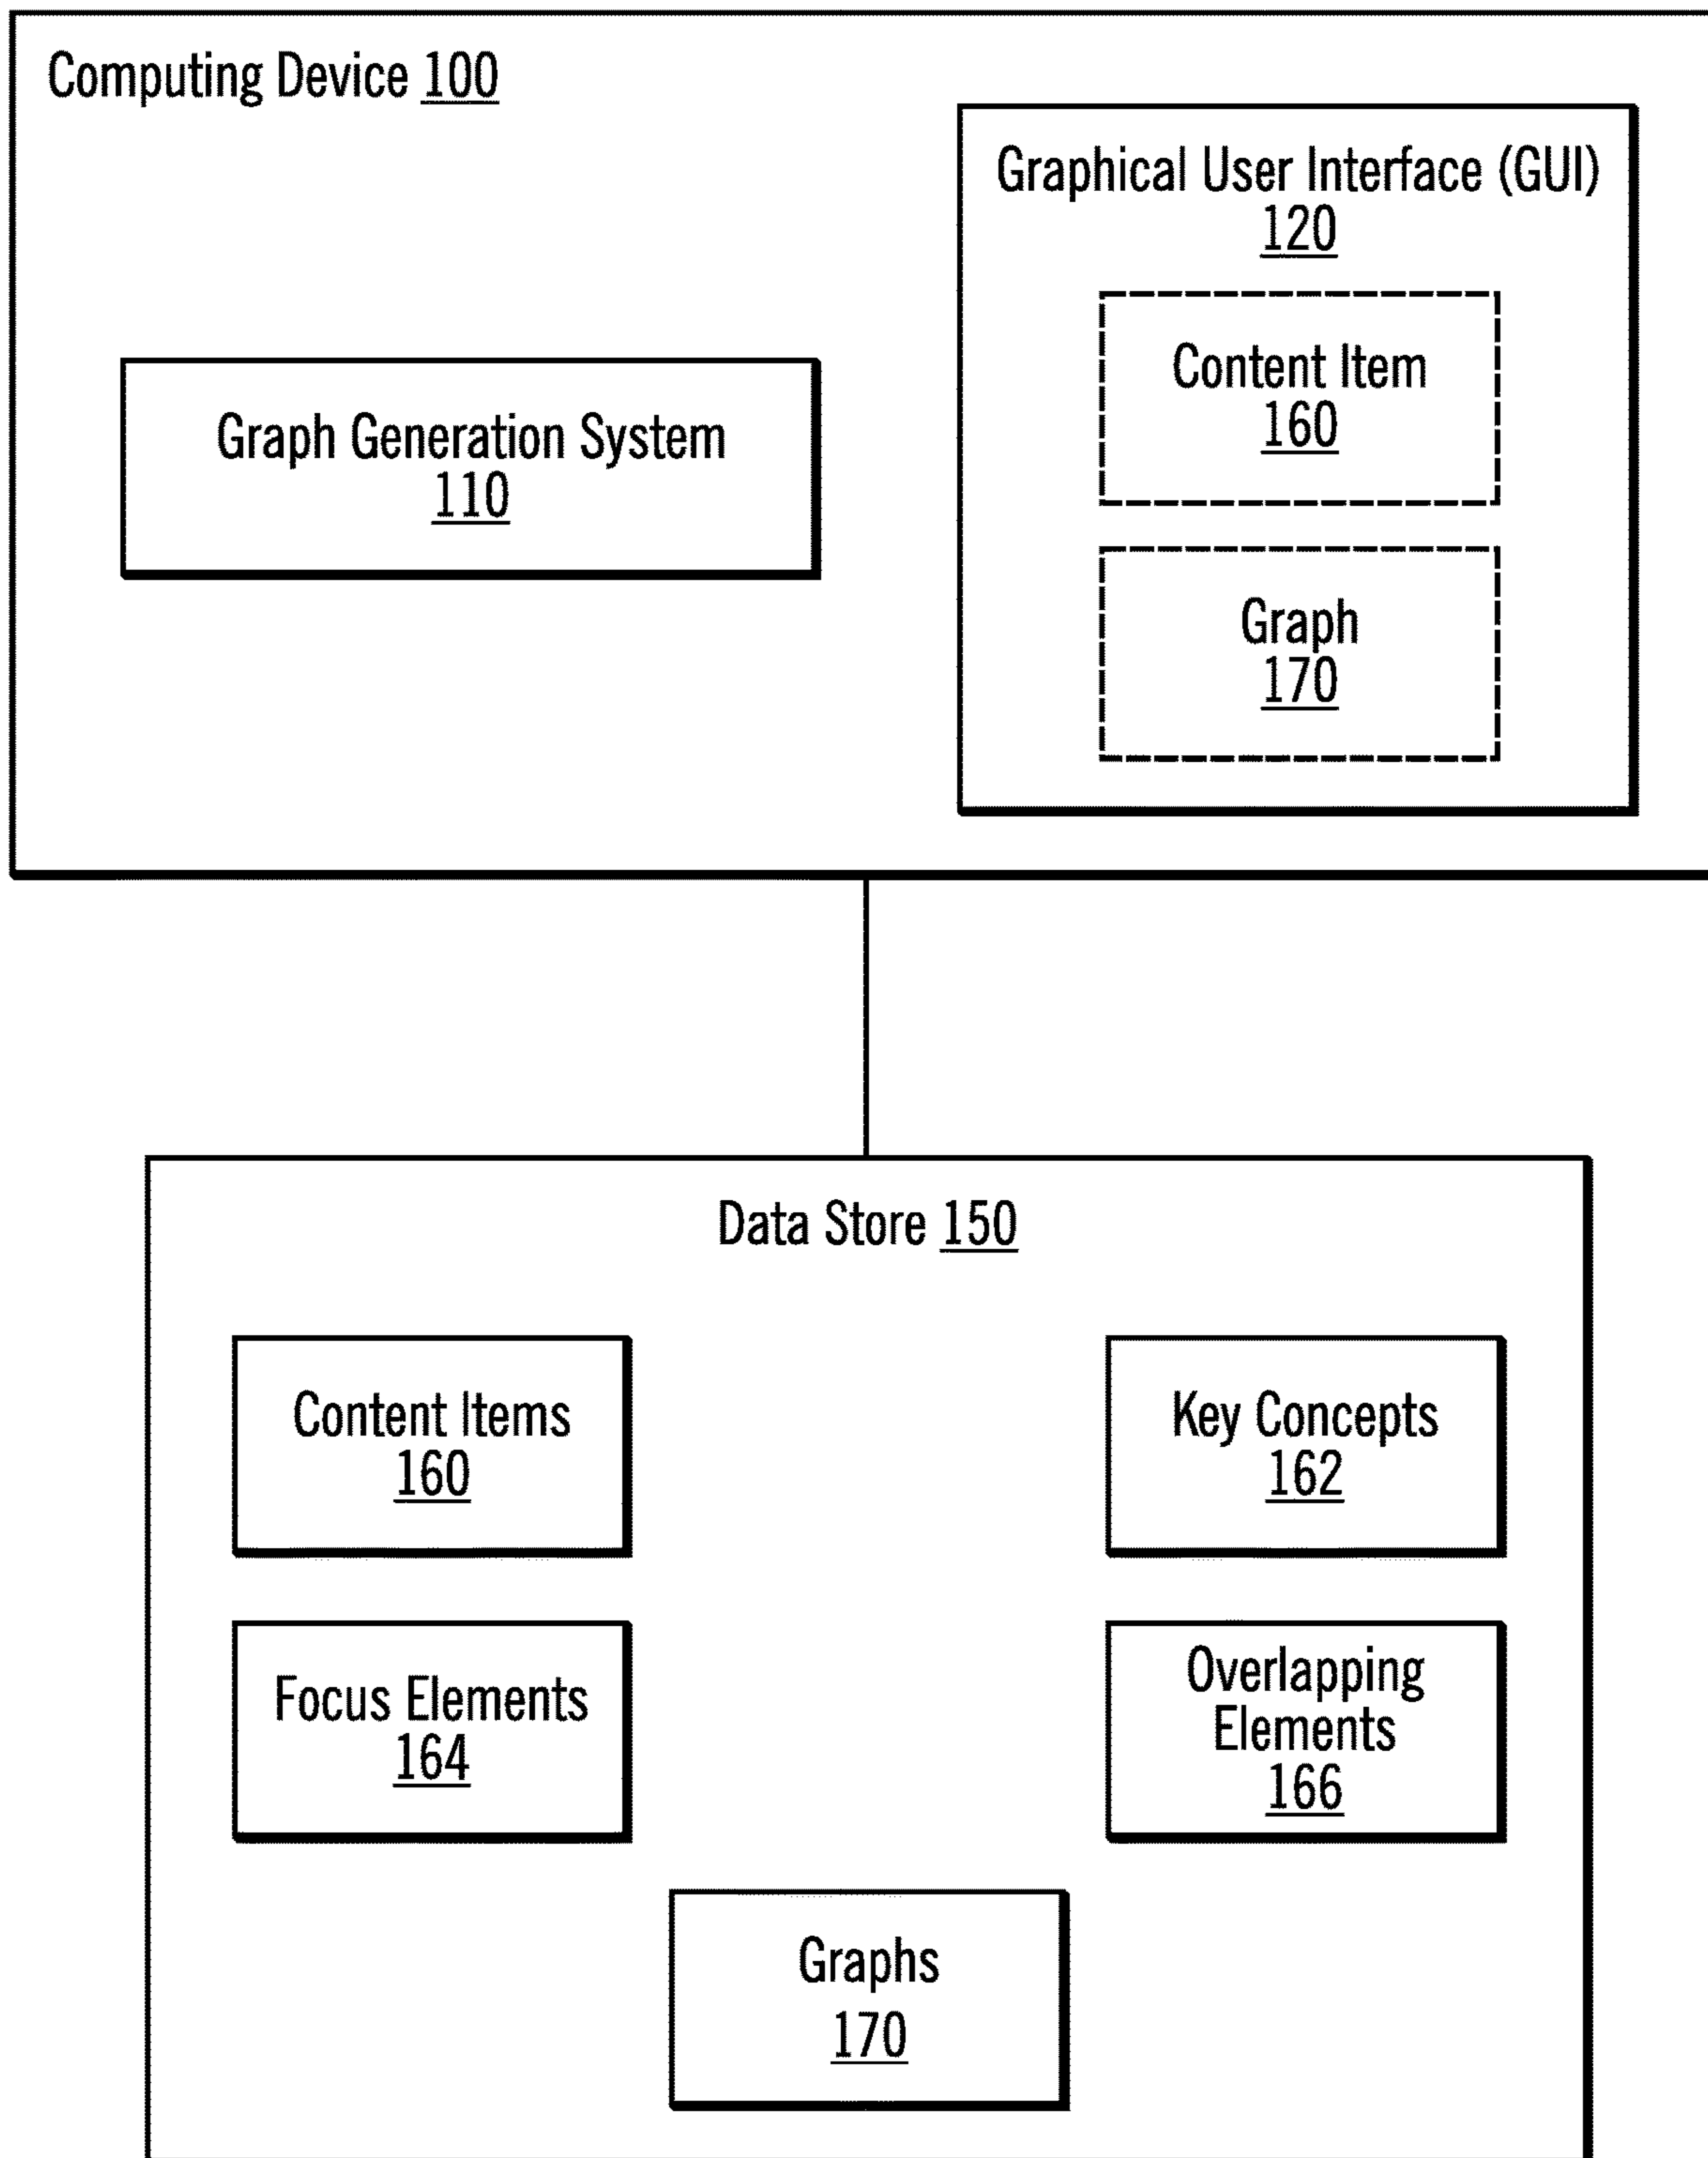 Computing Device 100
Graphical User Interface (GUI)
120
Content Item
160
Graph Generation System
110
Graph
170
Data Store 150
Content Items
160
Key Concepts
162
Focus Elements
164
Overlapping
Elements
166
Graphs
170